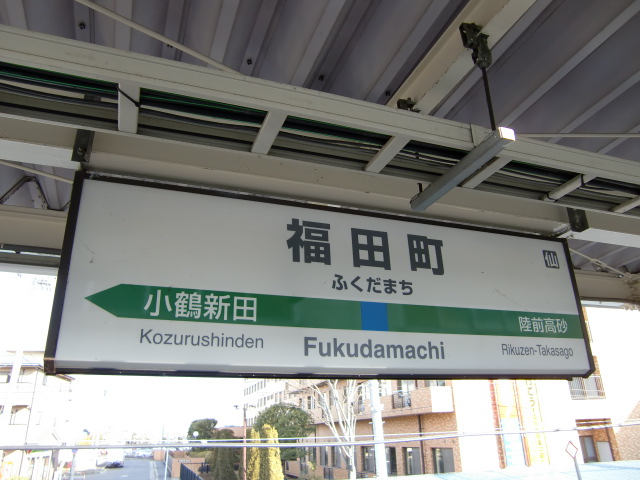 福田町
仙
ふくだまち
小鶴新田
陸前高砂
Kozurushinden
Fukudamachi
Rikuzen-Takasago